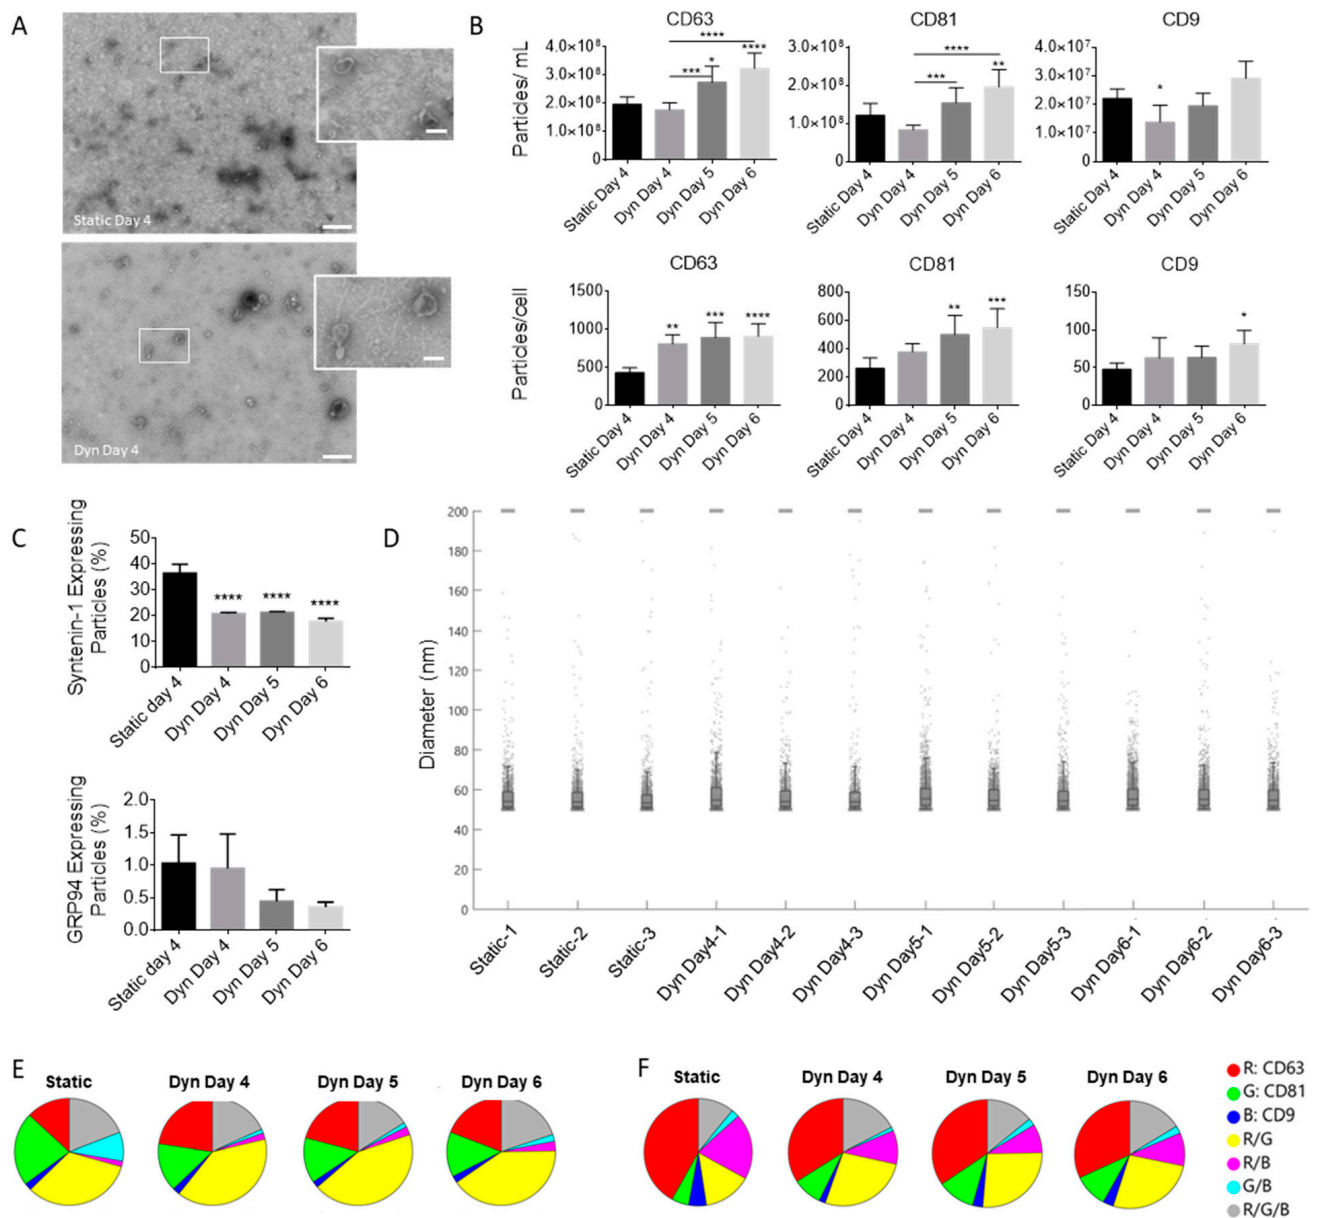 A
Static Day 4
Dyn Day 4
B
CD63
CD81
CD9
Particles/ mL
4.0×10⁸
3.0×10⁸
2.0×10⁸
1.0×10⁸
0
****
***
*
****
Static Day 4
Dyn Day 4
Dyn Day 5
Dyn Day 6
3.0×10⁸
2.0×10⁸
1.0×10⁸
0
****
***
**
Static Day 4
Dyn Day 4
Dyn Day 5
Dyn Day 6
4.0×10⁷
3.0×10⁷
2.0×10⁷
1.0×10⁷
0
*
Static Day 4
Dyn Day 4
Dyn Day 5
Dyn Day 6
CD63
CD81
CD9
Particles/cell
1500
1000
500
0
**
***
****
Static Day 4
Dyn Day 4
Dyn Day 5
Dyn Day 6
800
600
400
200
0
**
***
Static Day 4
Dyn Day 4
Dyn Day 5
Dyn Day 6
150
100
50
0
*
Static Day 4
Dyn Day 4
Dyn Day 5
Dyn Day 6
C
Syntenin-1 Expressing
Particles (%)
50
40
30
20
10
0
****
****
****
Static day 4
Dyn Day 4
Dyn Day 5
Dyn Day 6
GRP94 Expressing
Particles (%)
2.0
1.5
1.0
0.5
0.0
Static day 4
Dyn Day 4
Dyn Day 5
Dyn Day 6
D
Diameter (nm)
200
180
160
140
120
100
80
60
40
20
0
Static-1
Static-2
Static-3
Dyn Day4-1
Dyn Day4-2
Dyn Day4-3
Dyn Day5-1
Dyn Day5-2
Dyn Day5-3
Dyn Day6-1
Dyn Day6-2
Dyn Day6-3
E
Static
Dyn Day 4
Dyn Day 5
Dyn Day 6
F
Static
Dyn Day 4
Dyn Day 5
Dyn Day 6
R: CD63
G: CD81
B: CD9
R/G
R/B
G/B
R/G/B